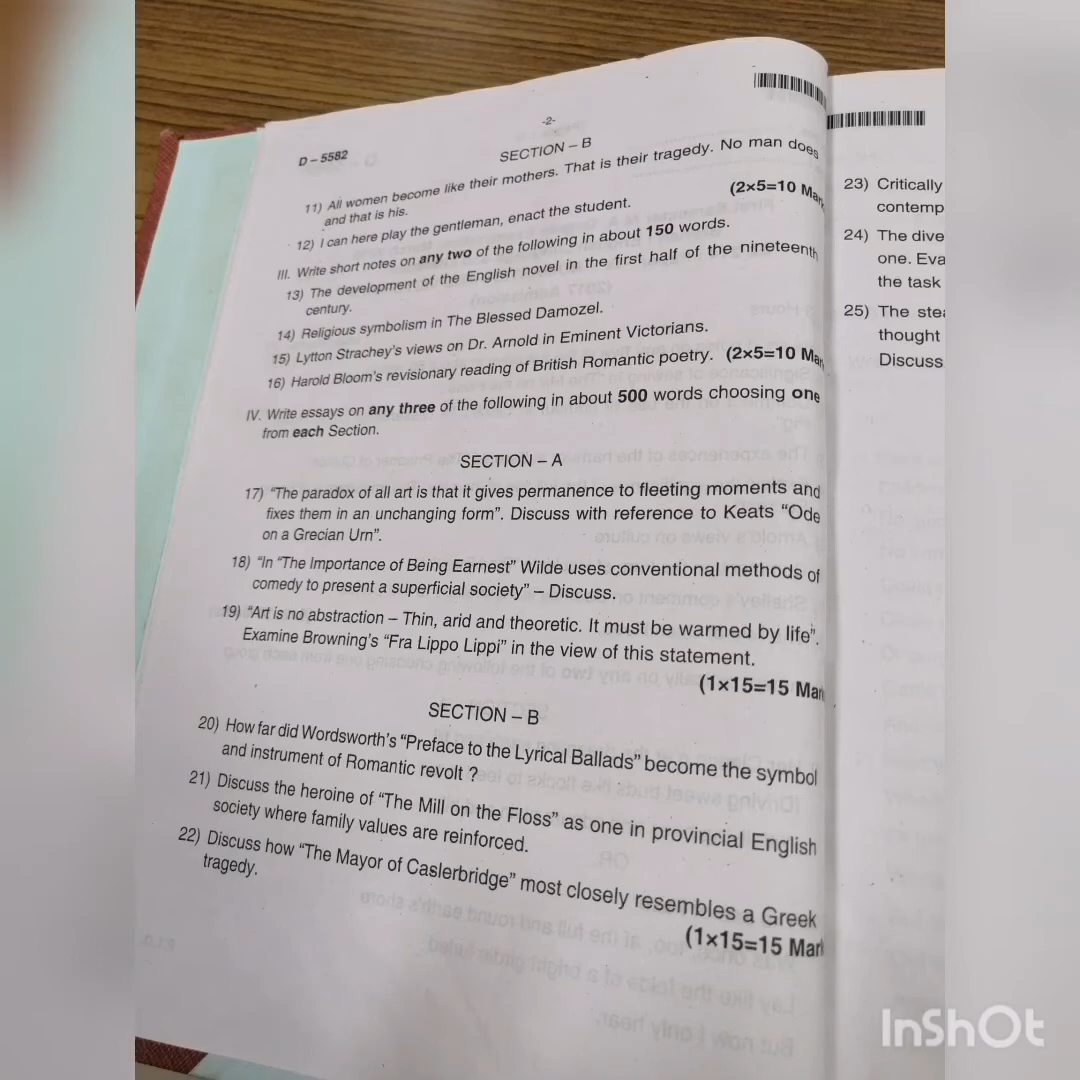 -2-
D – 5582
SECTION – B
11) All women become like their mothers. That is their tragedy. No man does
and that is his.
12) I can here play the gentleman, enact the student.
(2×5=10 Mar
III. Write short notes on any two of the following in about 150 words.
13) The development of the English novel in the first half of the nineteenth
century.
14) Religious symbolism in The Blessed Damozel.
15) Lytton Strachey's views on Dr. Arnold in Eminent Victorians.
16) Harold Bloom's revisionary reading of British Romantic poetry. (2×5=10 Mar
IV. Write essays on any three of the following in about 500 words choosing one
from each Section.
SECTION – A
17) "The paradox of all art is that it gives permanence to fleeting moments and
fixes them in an unchanging form". Discuss with reference to Keats "Ode
on a Grecian Urn".
18) "In "The Importance of Being Earnest" Wilde uses conventional methods of
comedy to present a superficial society" – Discuss.
19) "Art is no abstraction – Thin, arid and theoretic. It must be warmed by life".
Examine Browning's "Fra Lippo Lippi" in the view of this statement.
(1×15=15 Mar
SECTION – B
20) How far did Wordsworth's "Preface to the Lyrical Ballads" become the symbol
and instrument of Romantic revolt ?
21) Discuss the heroine of "The Mill on the Floss" as one in provincial English
society where family values are reinforced.
22) Discuss how "The Mayor of Caslerbridge" most closely resembles a Greek
tragedy.
(1×15=15 Mar
23) Critically
contemp
24) The dive
one. Eva
the task
25) The stea
thought
Discuss
InShOt